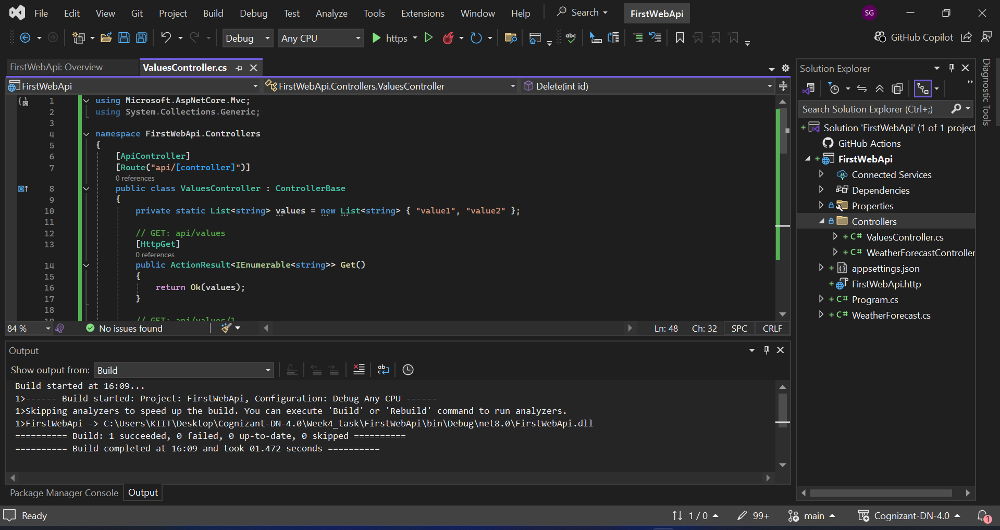 File Edit View Git Project Build Debug Test Analyze Tools Extensions Window Help Search FirstWebApi SG
Debug Any CPU https abc GitHub Copilot
FirstWebApi: Overview ValuesController.cs
FirstWebApi FirstWebApi.Controllers.ValuesController Delete(int id)
1 using Microsoft.AspNetCore.Mvc;
2 using System.Collections.Generic;
3
4 namespace FirstWebApi.Controllers
5 {
6 [ApiController]
7 [Route("api/[controller]")]
0 references
8 public class ValuesController : ControllerBase
9 {
10 private static List<string> values = new List<string> { "value1", "value2" };
11
12 // GET: api/values
13 [HttpGet]
0 references
14 public ActionResult<IEnumerable<string>> Get()
15 {
16 return Ok(values);
17 }
18
19 // GET: api/values/1
84 % No issues found Ln: 48 Ch: 32 SPC CRLF
Output
Show output from: Build
Build started at 16:09...
1>------ Build started: Project: FirstWebApi, Configuration: Debug Any CPU ------
1>Skipping analyzers to speed up the build. You can execute 'Build' or 'Rebuild' command to run analyzers.
1>FirstWebApi -> C:\Users\KIIT\Desktop\Cognizant-DN-4.0\Week4_task\FirstWebApi\bin\Debug\net8.0\FirstWebApi.dll
========== Build: 1 succeeded, 0 failed, 0 up-to-date, 0 skipped ==========
========== Build completed at 16:09 and took 01.472 seconds ==========
Package Manager Console Output
Solution Explorer
Search Solution Explorer (Ctrl+;)
Solution 'FirstWebApi' (1 of 1 project
GitHub Actions
FirstWebApi
Connected Services
Dependencies
Properties
Controllers
C# ValuesController.cs
C# WeatherForecastController
appsettings.json
FirstWebApi.http
C# Program.cs
C# WeatherForecast.cs
Diagnostic Tools
Ready 1 / 0 99+ main Cognizant-DN-4.0 1